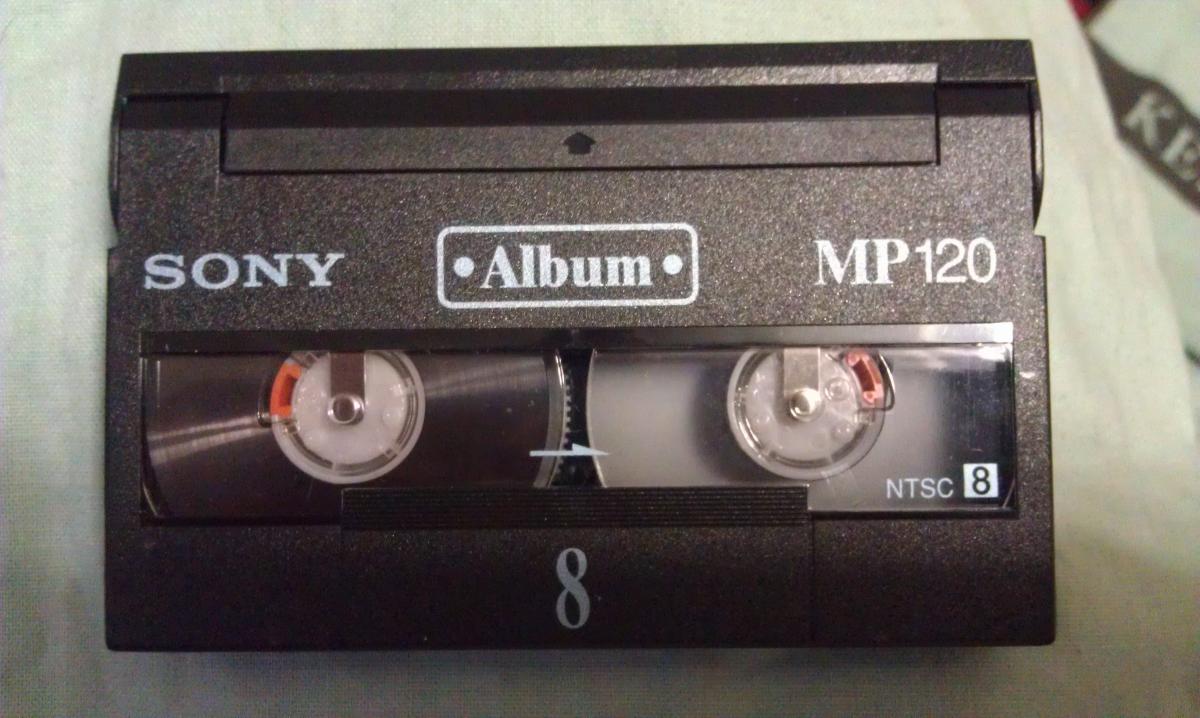 SONY
• Album •
MP120
NTSC 8
8